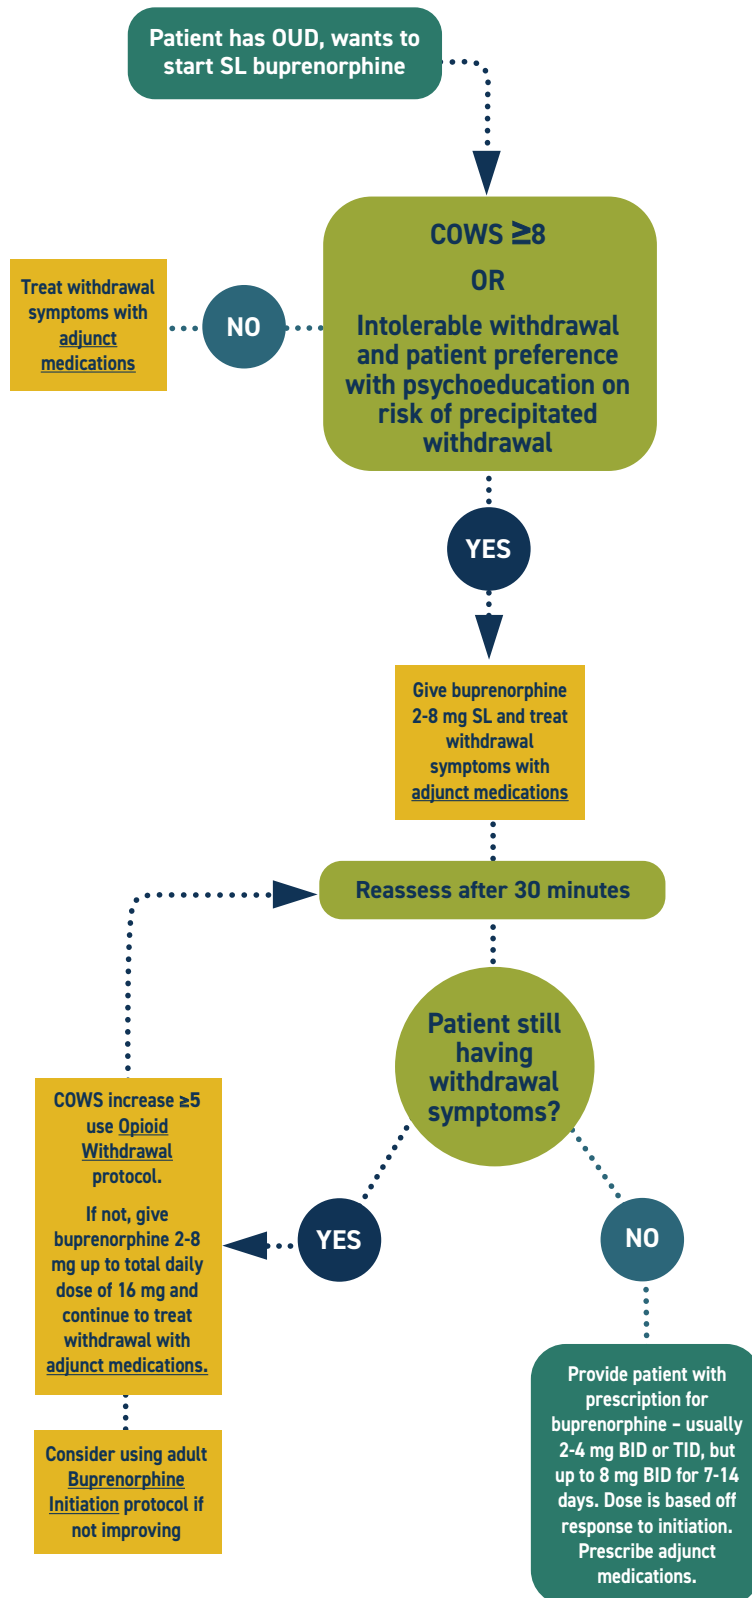 Patient has OUD, wants to
start SL buprenorphine
COWS ≥8
OR
Intolerable withdrawal
and patient preference
with psychoeducation on
risk of precipitated
withdrawal
NO
Treat withdrawal
symptoms with
adjunct
medications
YES
Give buprenorphine
2-8 mg SL and treat
withdrawal
symptoms with
adjunct medications
Reassess after 30 minutes
Patient still
having
withdrawal
symptoms?
YES
COWS increase ≥5
use Opioid
Withdrawal
protocol.
If not, give
buprenorphine 2-8
mg up to total daily
dose of 16 mg and
continue to treat
withdrawal with
adjunct medications.
Consider using adult
Buprenorphine
Initiation protocol if
not improving
NO
Provide patient with
prescription for
buprenorphine – usually
2-4 mg BID or TID, but
up to 8 mg BID for 7-14
days. Dose is based off
response to initiation.
Prescribe adjunct
medications.